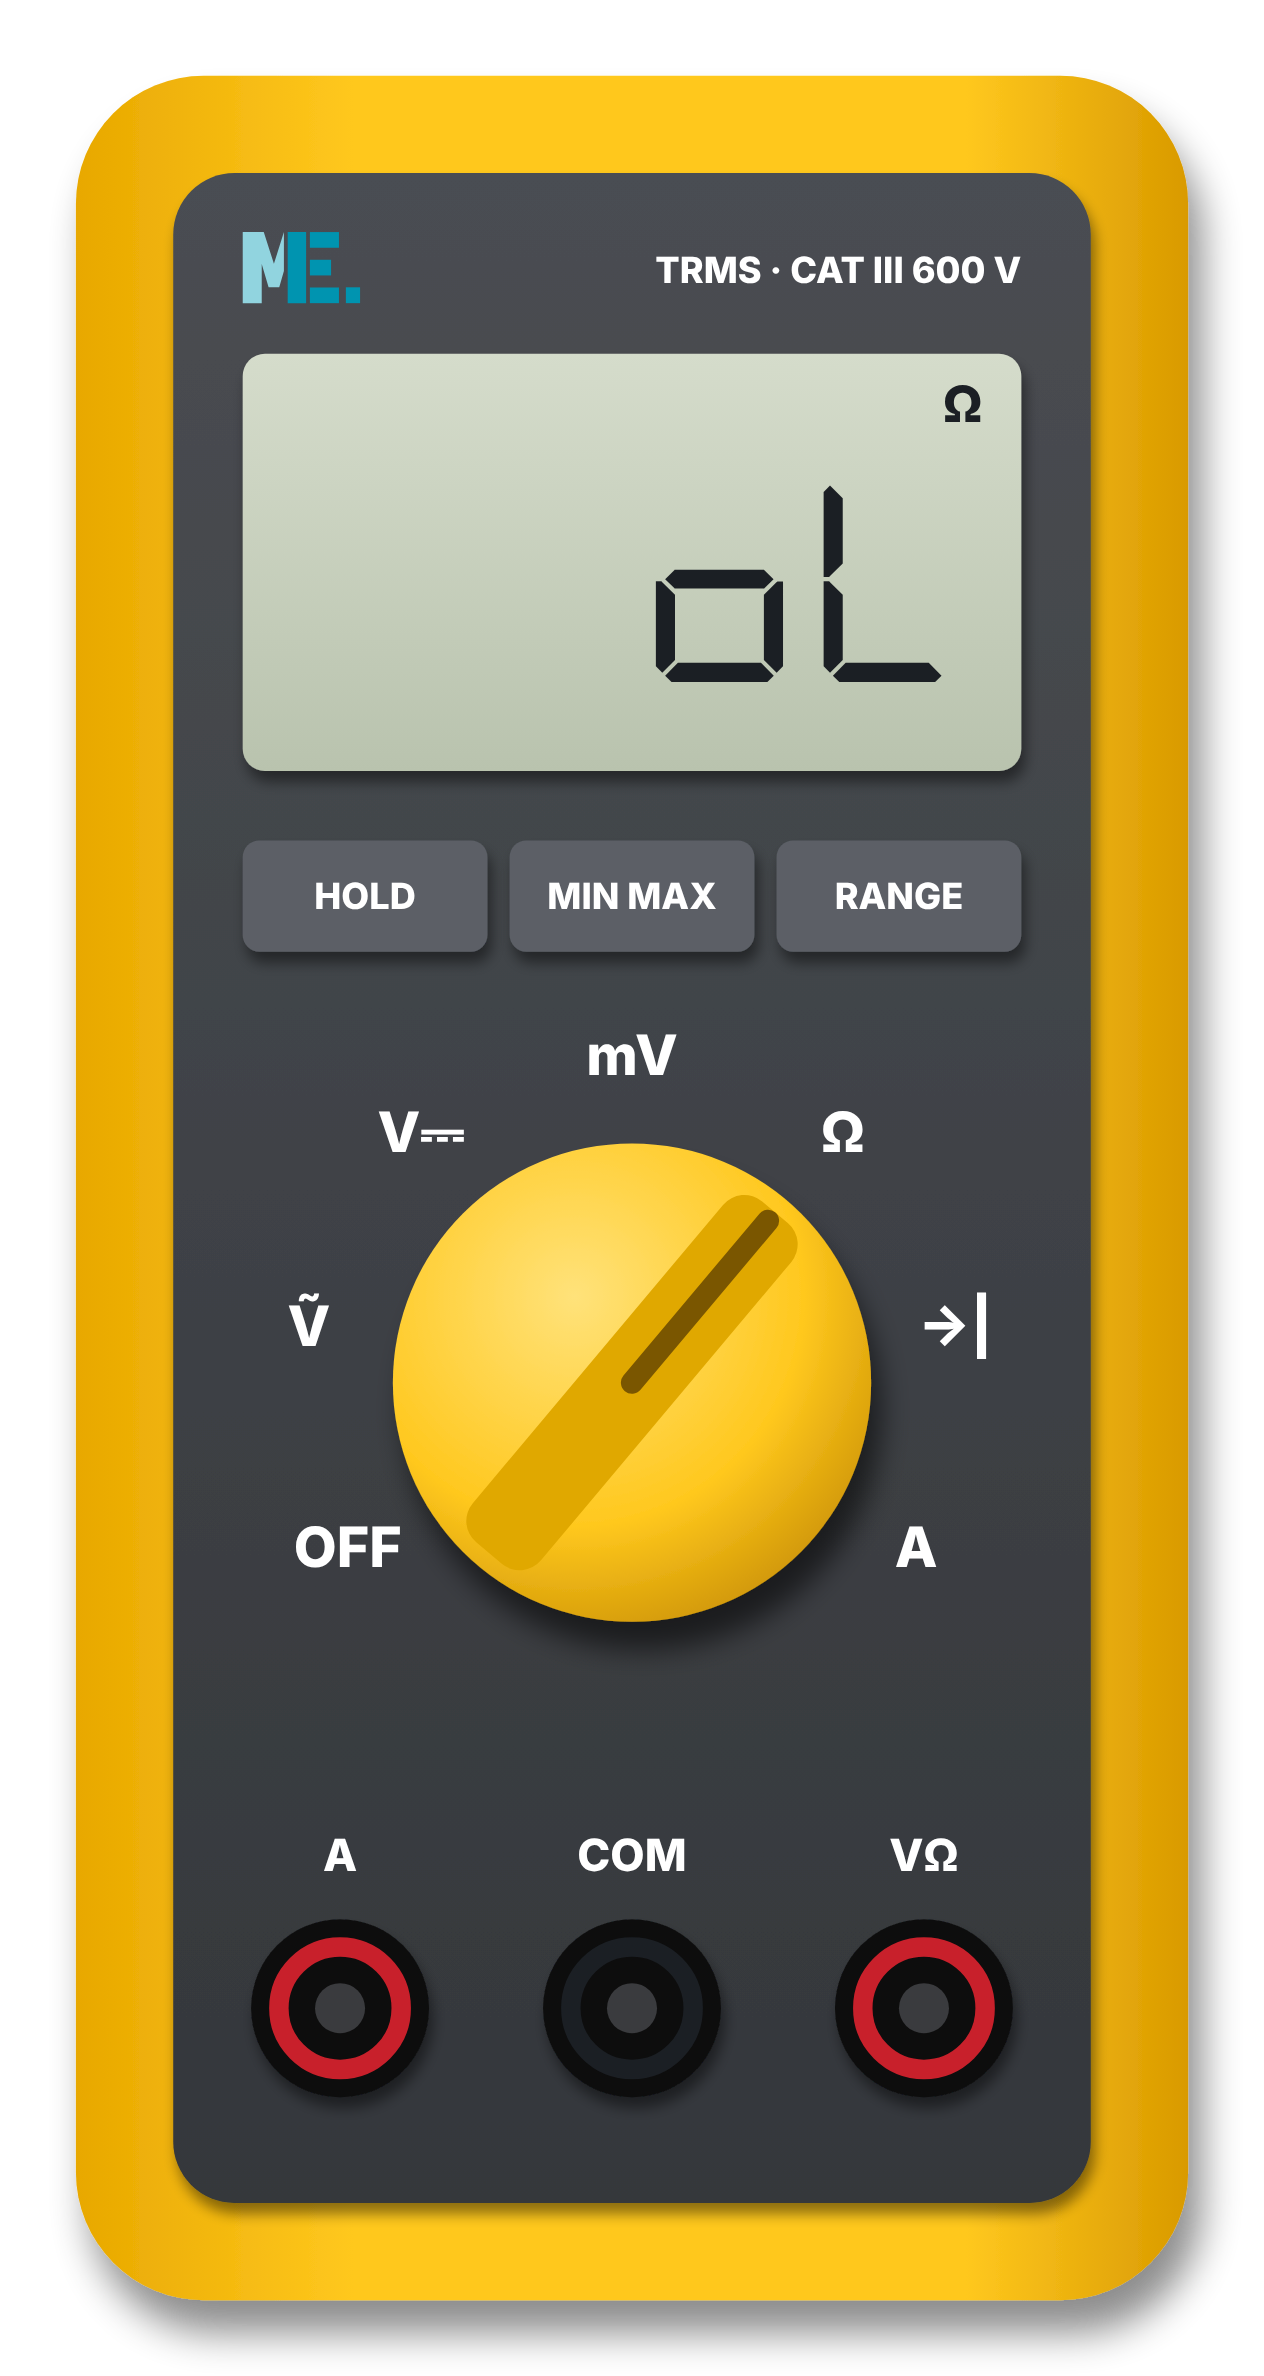 ME.
TRMS · CAT III 600 V
Ω
oL
HOLD MIN MAX RANGE
mV
V⎓ Ω
Ṽ
OFF A
A COM VΩ